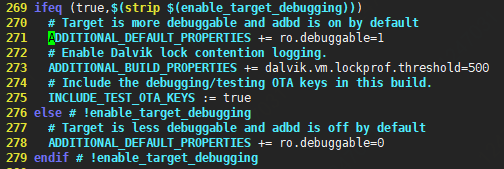 269 ifeq (true,$(strip $(enable_target_debugging)))
270   # Target is more debuggable and adbd is on by default
271   ADDITIONAL_DEFAULT_PROPERTIES += ro.debuggable=1
272   # Enable Dalvik lock contention logging.
273   ADDITIONAL_BUILD_PROPERTIES += dalvik.vm.lockprof.threshold=500
274   # Include the debugging/testing OTA keys in this build.
275   INCLUDE_TEST_OTA_KEYS := true
276 else # !enable_target_debugging
277   # Target is less debuggable and adbd is off by default
278   ADDITIONAL_DEFAULT_PROPERTIES += ro.debuggable=0
279 endif # !enable_target_debugging